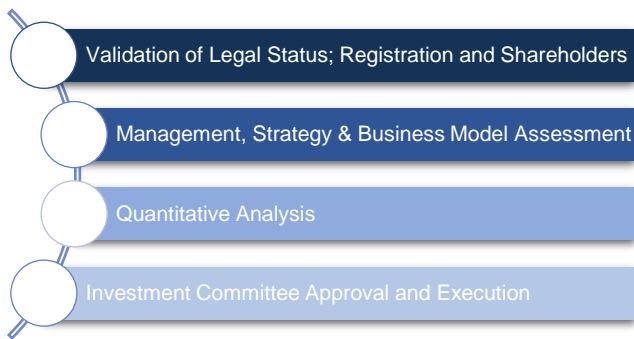 Validation of Legal Status; Registration and Shareholders
Management, Strategy & Business Model Assessment
Quantitative Analysis
Investment Committee Approval and Execution